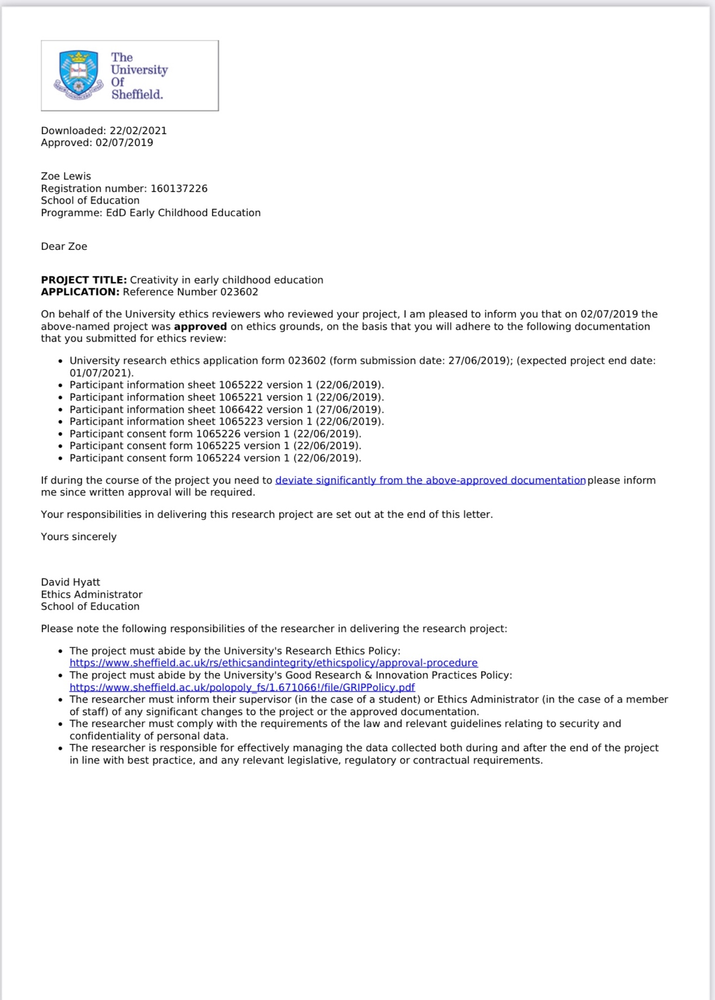 The
University
Of
Sheffield.
Downloaded: 22/02/2021
Approved: 02/07/2019
Zoe Lewis
Registration number: 160137226
School of Education
Programme: EdD Early Childhood Education
Dear Zoe
PROJECT TITLE: Creativity in early childhood education
APPLICATION: Reference Number 023602
On behalf of the University ethics reviewers who reviewed your project, I am pleased to inform you that on 02/07/2019 the
above-named project was approved on ethics grounds, on the basis that you will adhere to the following documentation
that you submitted for ethics review:
• University research ethics application form 023602 (form submission date: 27/06/2019); (expected project end date:
01/07/2021).
• Participant information sheet 1065222 version 1 (22/06/2019).
• Participant information sheet 1065221 version 1 (22/06/2019).
• Participant information sheet 1066422 version 1 (27/06/2019).
• Participant information sheet 1065223 version 1 (22/06/2019).
• Participant consent form 1065226 version 1 (22/06/2019).
• Participant consent form 1065225 version 1 (22/06/2019).
• Participant consent form 1065224 version 1 (22/06/2019).
If during the course of the project you need to deviate significantly from the above-approved documentation please inform
me since written approval will be required.
Your responsibilities in delivering this research project are set out at the end of this letter.
Yours sincerely
David Hyatt
Ethics Administrator
School of Education
Please note the following responsibilities of the researcher in delivering the research project:
• The project must abide by the University's Research Ethics Policy:
https://www.sheffield.ac.uk/rs/ethicsandintegrity/ethicspolicy/approval-procedure
• The project must abide by the University's Good Research & Innovation Practices Policy:
https://www.sheffield.ac.uk/polopoly_fs/1.671066!/file/GRIPPolicy.pdf
• The researcher must inform their supervisor (in the case of a student) or Ethics Administrator (in the case of a member
of staff) of any significant changes to the project or the approved documentation.
• The researcher must comply with the requirements of the law and relevant guidelines relating to security and
confidentiality of personal data.
• The researcher is responsible for effectively managing the data collected both during and after the end of the project
in line with best practice, and any relevant legislative, regulatory or contractual requirements.